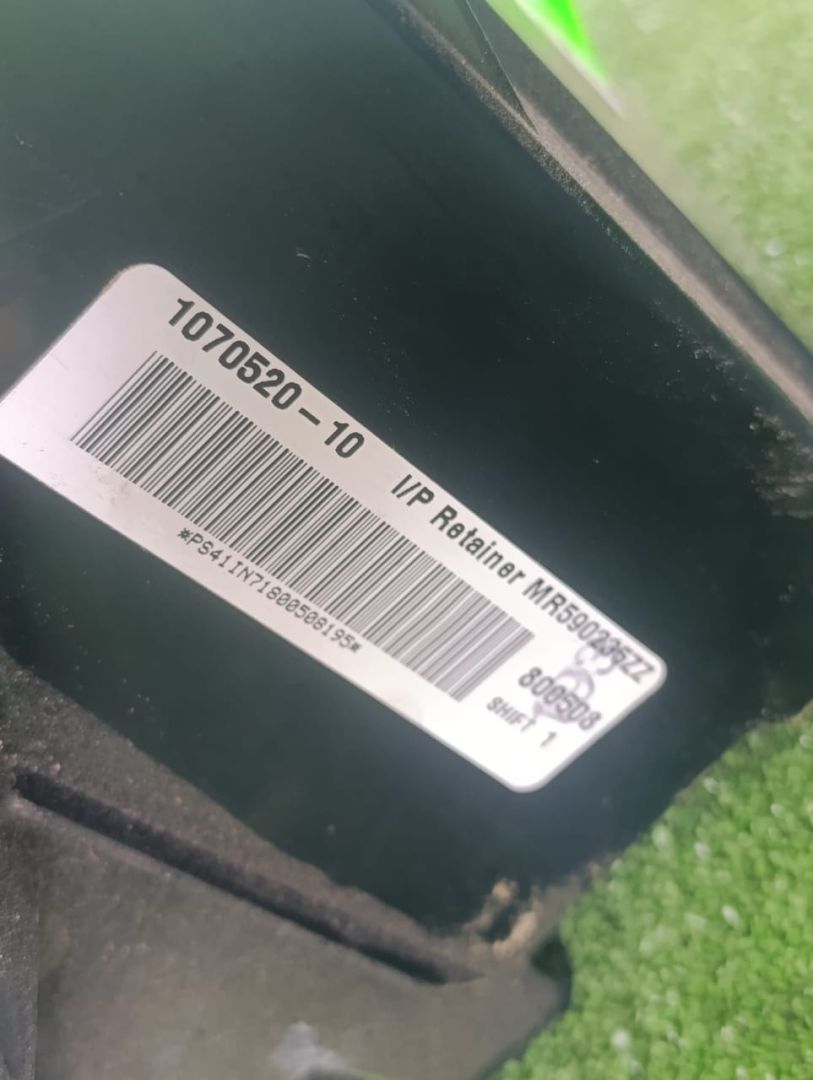 1070520-10 I/P Retainer MR590236ZZ
*PS41IN71800508195*
800508
SHIFT 1